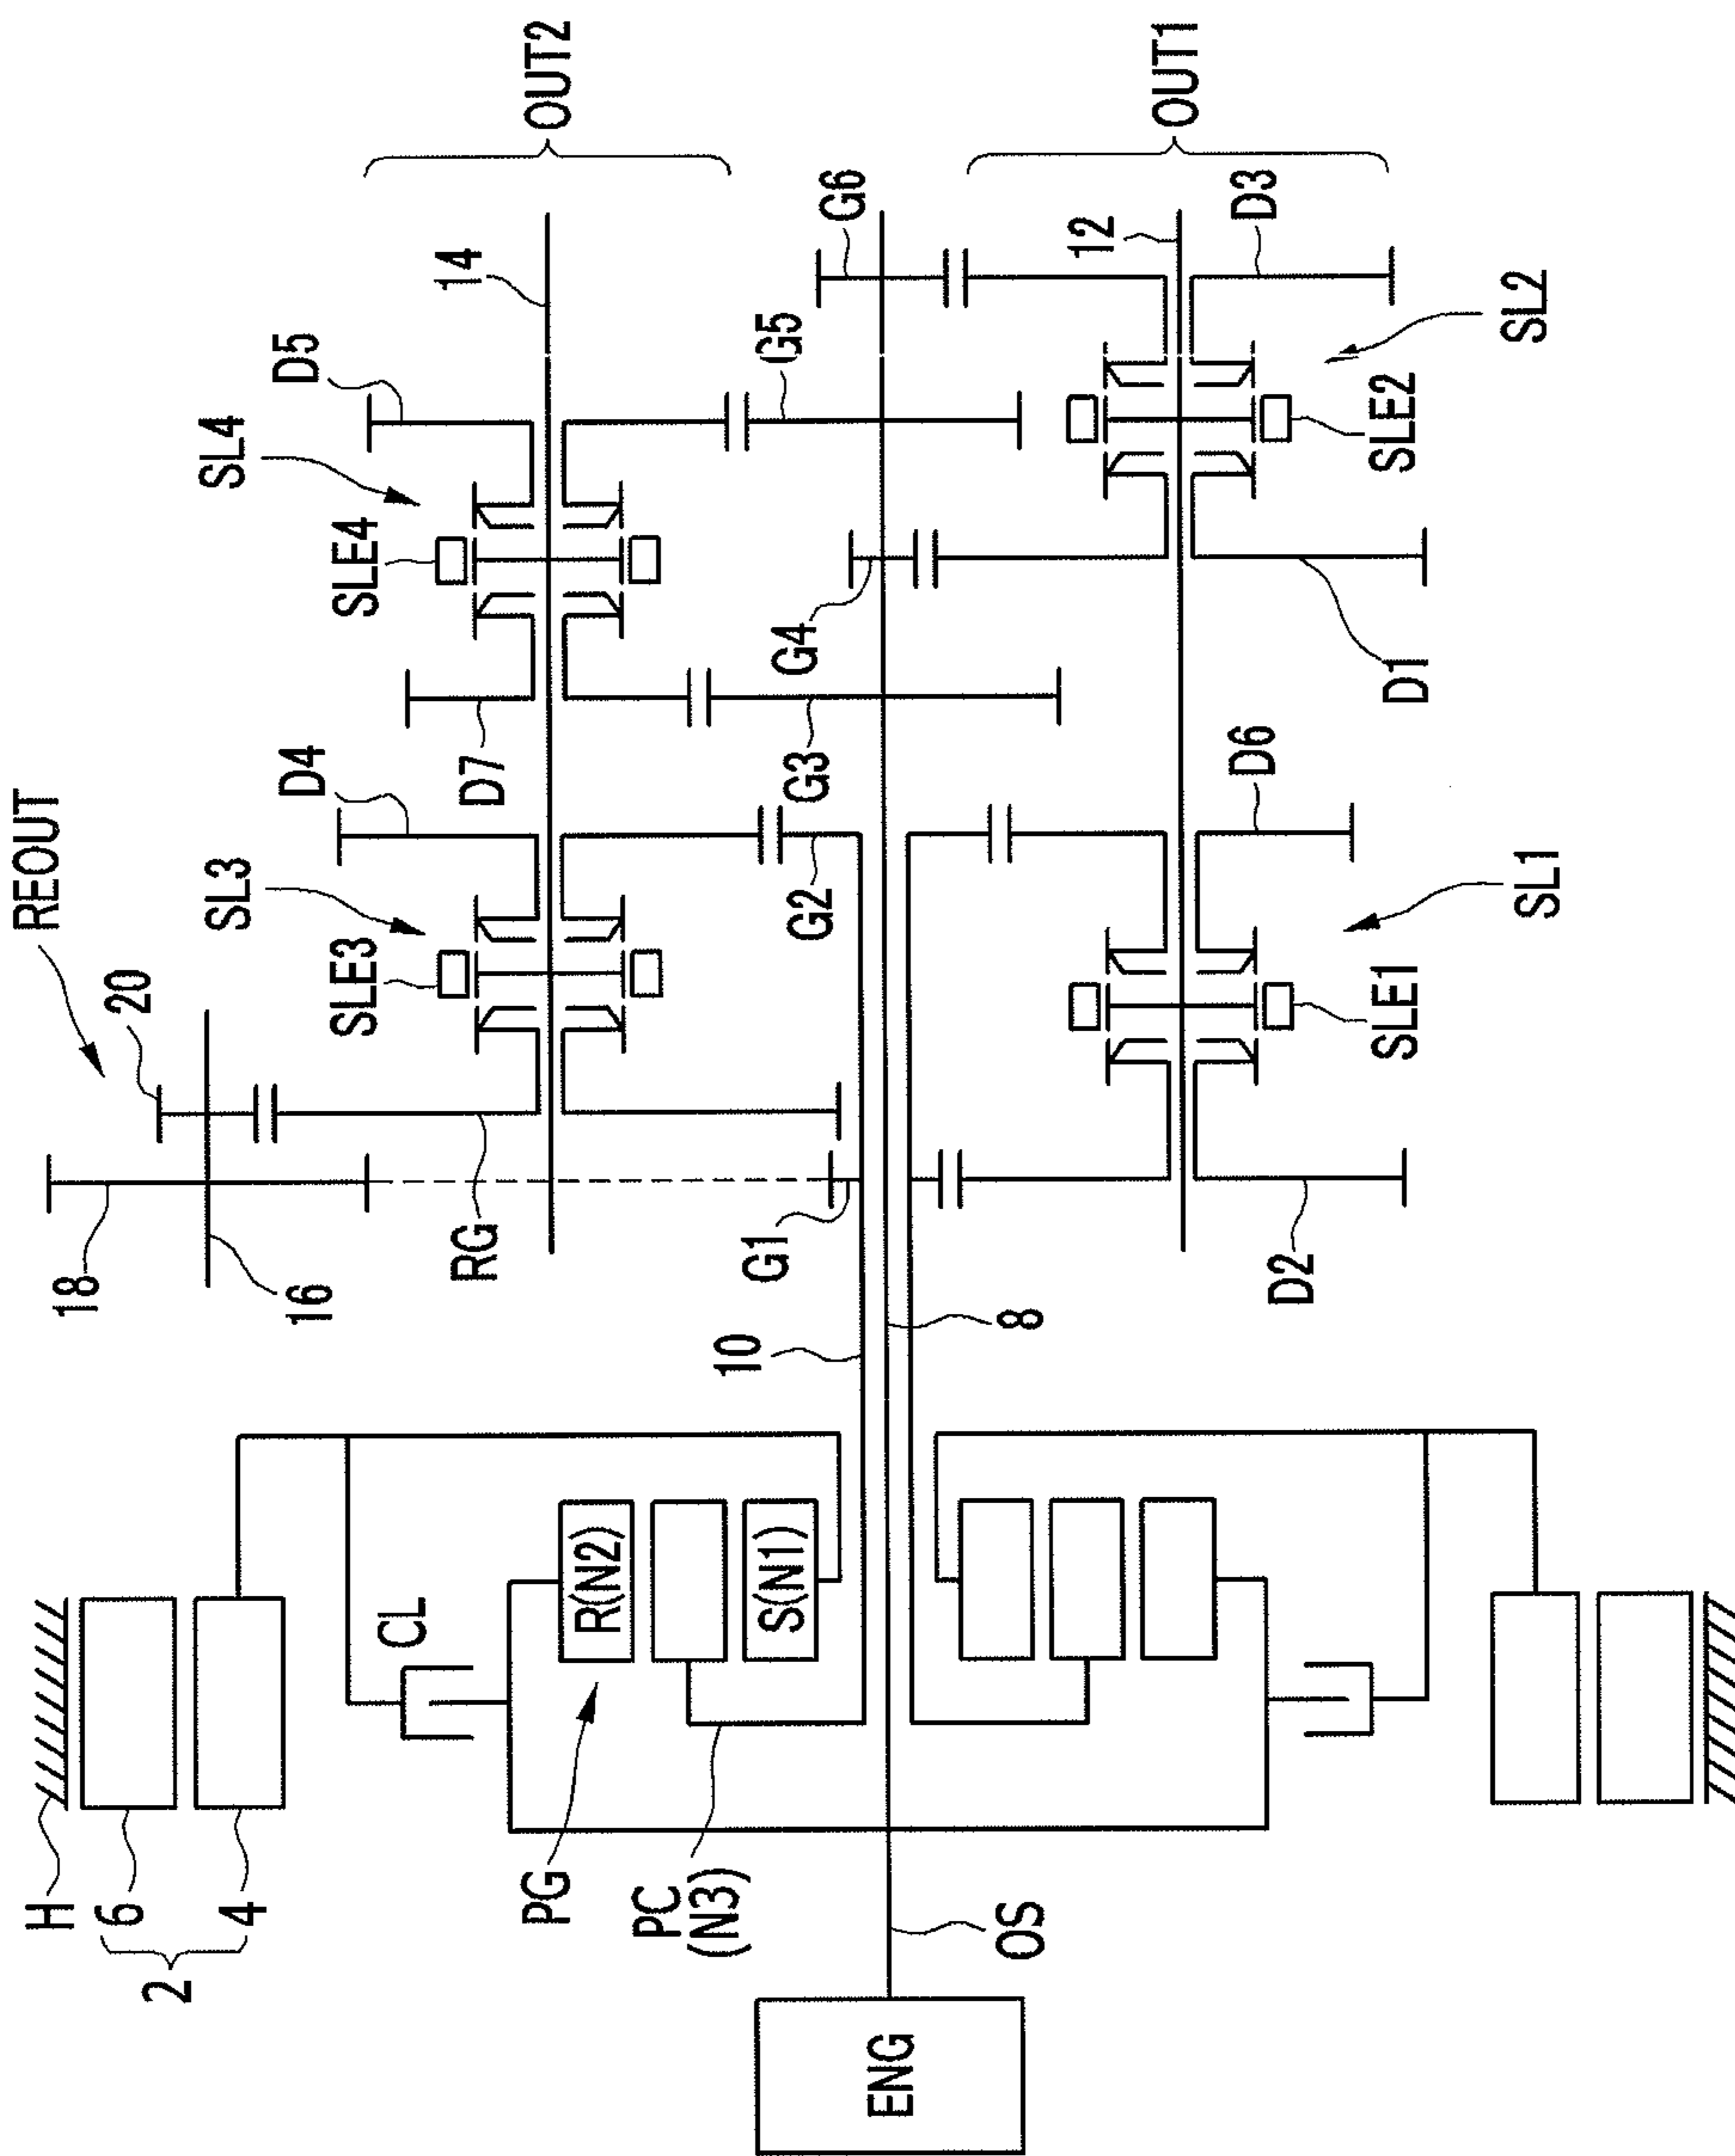 REOUT
18
20
16
RG
SL3
SLE3
D4
D7
SL4
SLE4
D5
14
OUT2
G1
G2
G3
G4
G5
G6
10
8
D2
SL1
SLE1
D6
D1
SL2
SLE2
D3
12
OUT1
H
6
4
2
CL
R(N2)
S(N1)
PG
PC
(N3)
OS
ENG